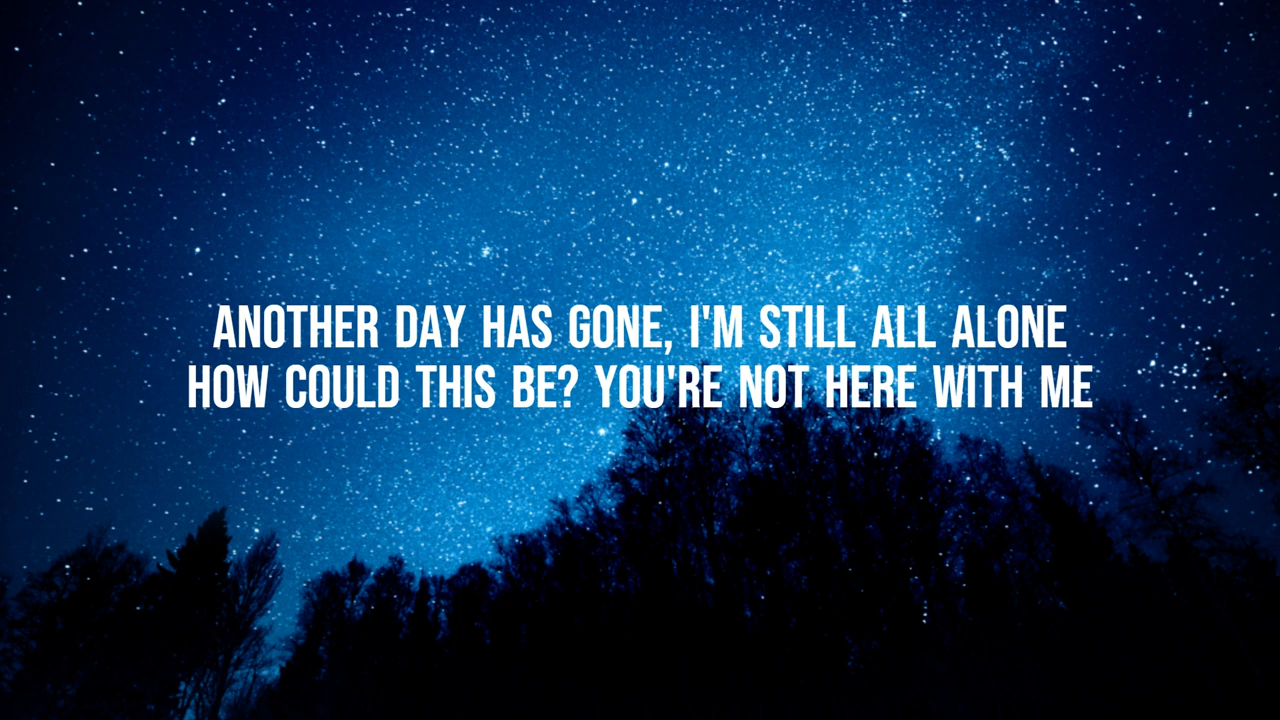 ANOTHER DAY HAS GONE, I'M STILL ALL ALONE
HOW COULD THIS BE? YOU'RE NOT HERE WITH ME